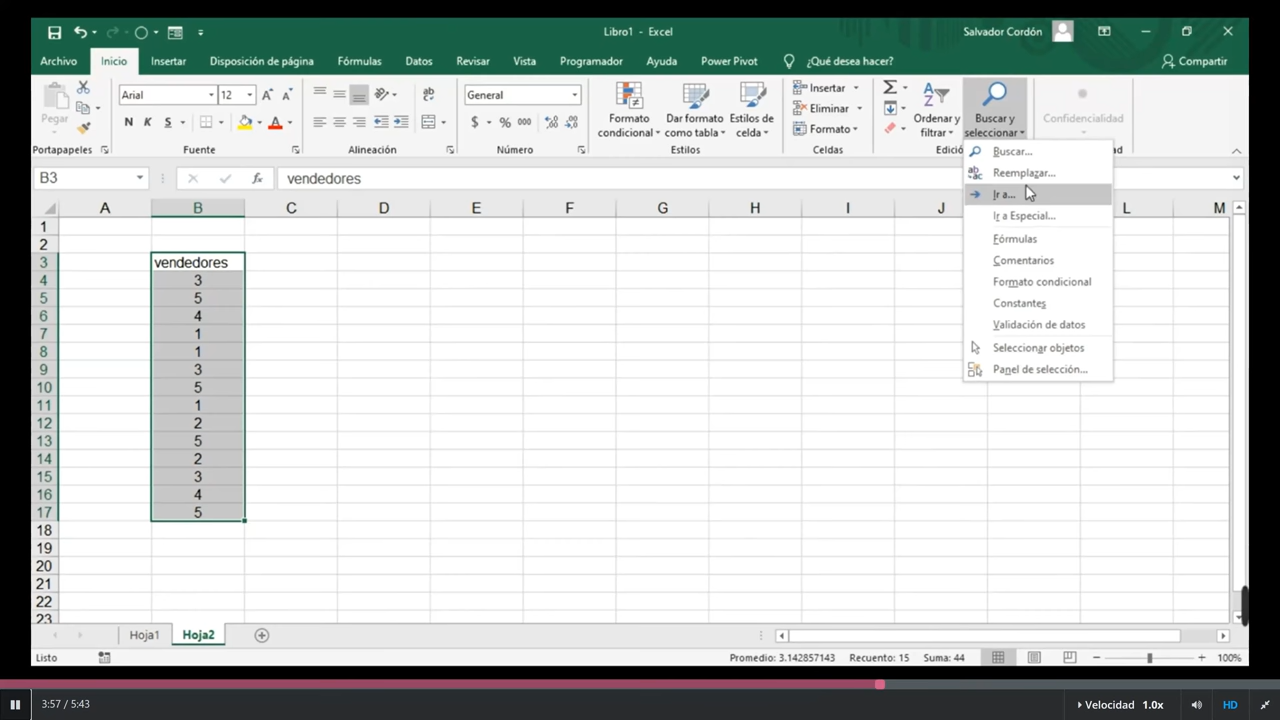 Libro1 - Excel
Salvador Cordón
Archivo Inicio Insertar Disposición de página Fórmulas Datos Revisar Vista Programador Ayuda Power Pivot ¿Qué desea hacer? Compartir
Pegar
Portapapeles
Arial 12
N K S
Fuente
Alineación
General
$ % 000
Número
Formato condicional
Dar formato como tabla
Estilos de celda
Estilos
Insertar
Eliminar
Formato
Celdas
Ordenar y filtrar
Buscar y seleccionar
Edició
Confidencialidad
ad
Buscar...
Reemplazar...
Ir a...
Ir a Especial...
Fórmulas
Comentarios
Formato condicional
Constantes
Validación de datos
Seleccionar objetos
Panel de selección...
B3 fx vendedores
A B C D E F G H I J L M
1
2
3 vendedores
4 3
5 5
6 4
7 1
8 1
9 3
10 5
11 1
12 2
13 5
14 2
15 3
16 4
17 5
18
19
20
21
22
23
Hoja1 Hoja2
Listo Promedio: 3.142857143 Recuento: 15 Suma: 44 100%
3:57 / 5:43 Velocidad 1.0x HD